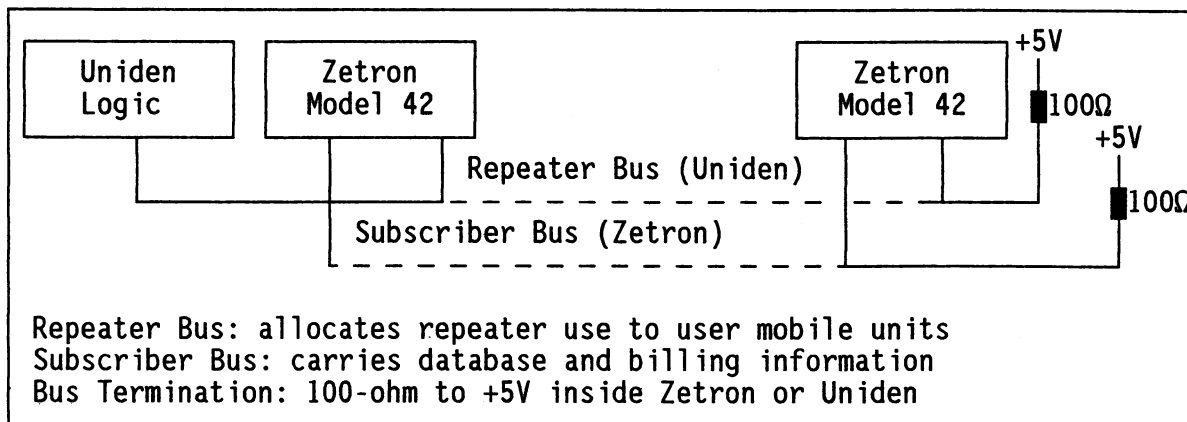 Uniden
Logic
Zetron
Model 42
Zetron
Model 42
+5V
100Ω
+5V
100Ω
Repeater Bus (Uniden)
Subscriber Bus (Zetron)
Repeater Bus: allocates repeater use to user mobile units
Subscriber Bus: carries database and billing information
Bus Termination: 100-ohm to +5V inside Zetron or Uniden